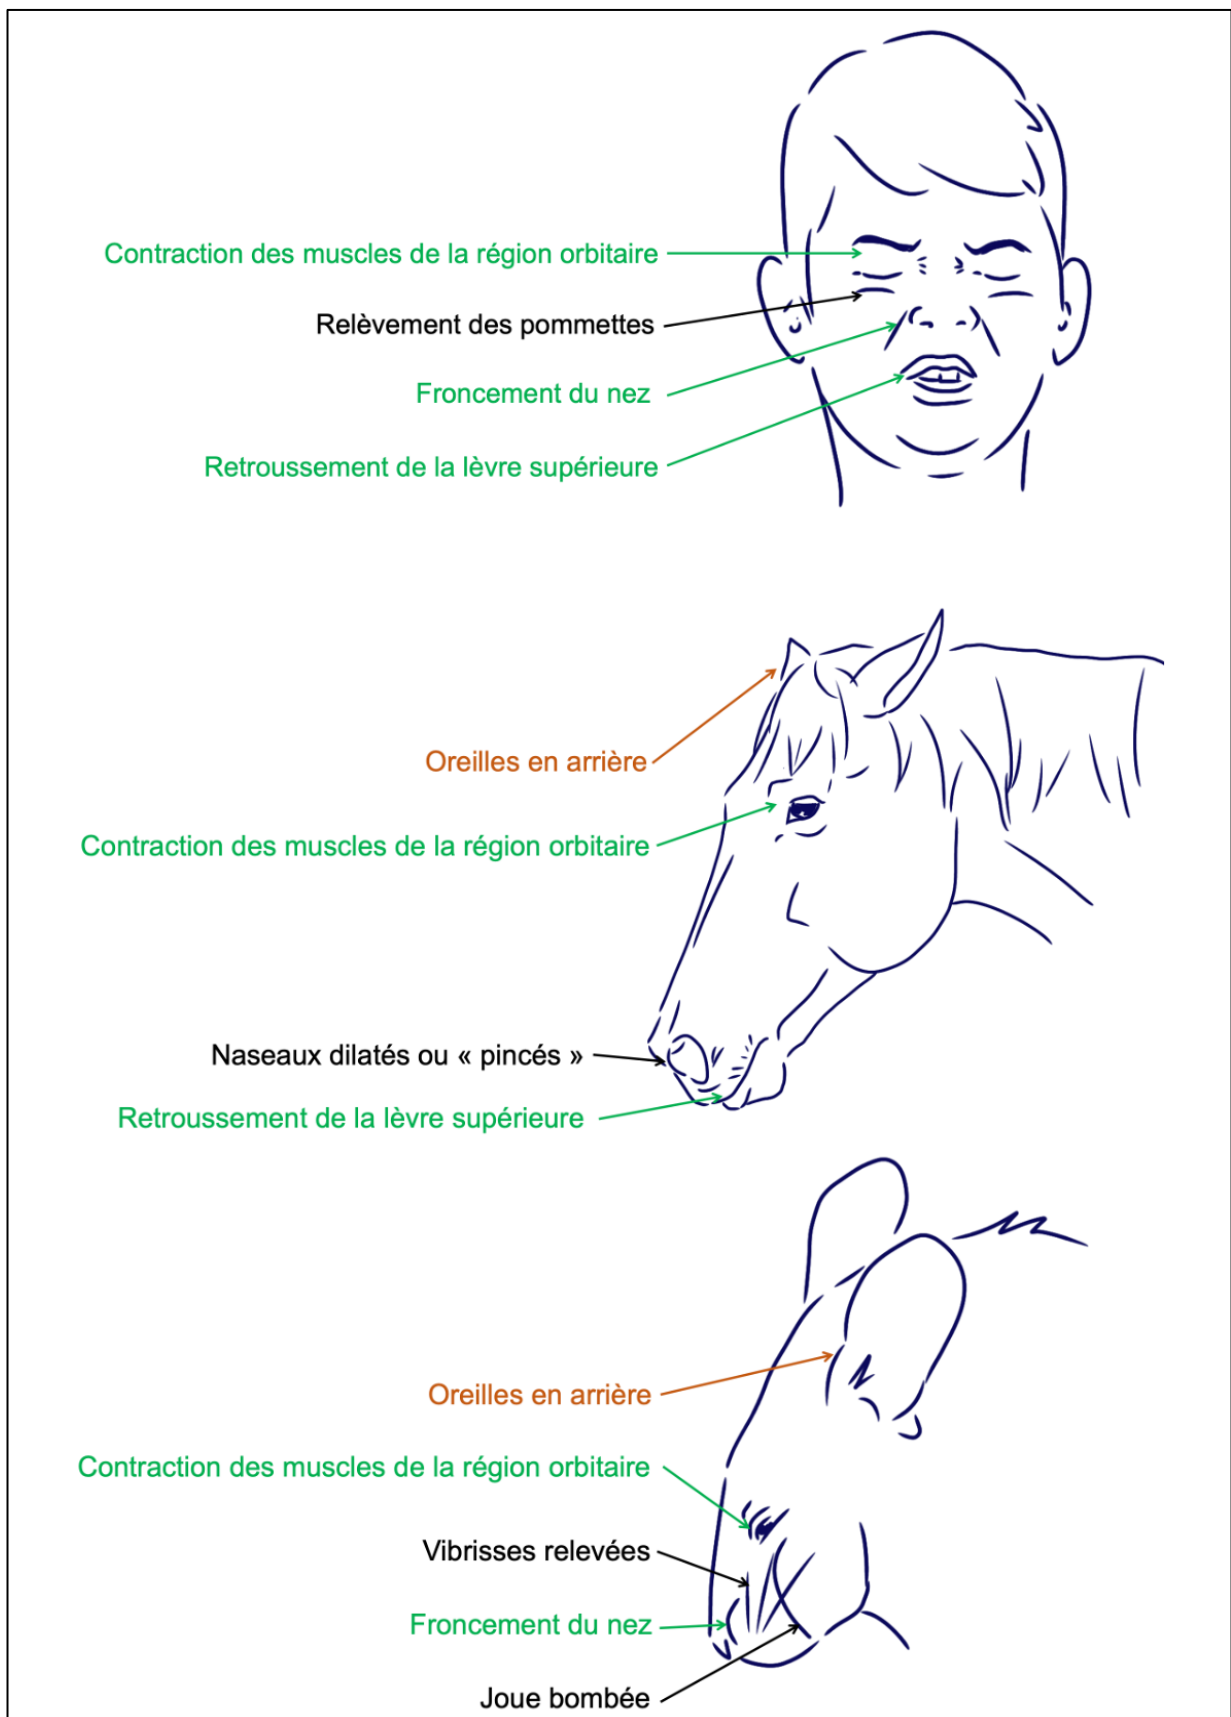 Contraction des muscles de la région orbitaire
Relèvement des pommettes
Froncement du nez
Retroussement de la lèvre supérieure
Oreilles en arrière
Contraction des muscles de la région orbitaire
Naseaux dilatés ou « pincés »
Retroussement de la lèvre supérieure
Oreilles en arrière
Contraction des muscles de la région orbitaire
Vibrisses relevées
Froncement du nez
Joue bombée